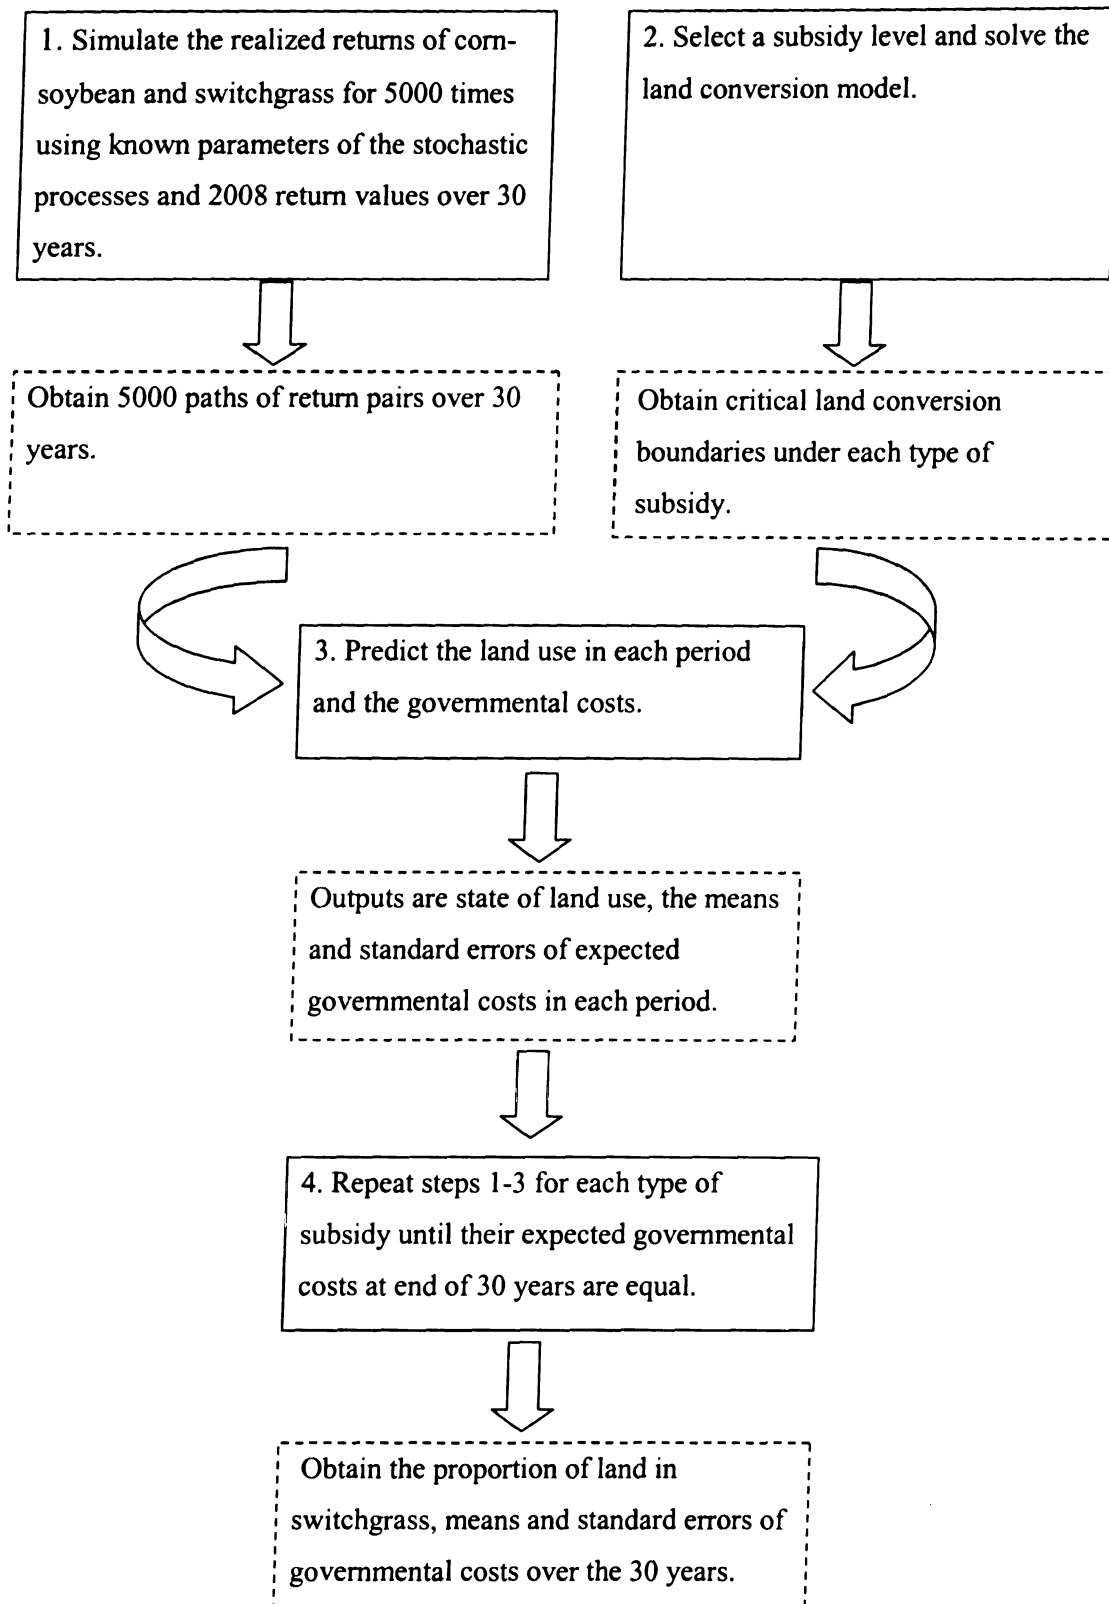 1. Simulate the realized returns of corn-
soybean and switchgrass for 5000 times
using known parameters of the stochastic
processes and 2008 return values over 30
years.
2. Select a subsidy level and solve the
land conversion model.
Obtain 5000 paths of return pairs over 30
years.
Obtain critical land conversion
boundaries under each type of
subsidy.
3. Predict the land use in each period
and the governmental costs.
Outputs are state of land use, the means
and standard errors of expected
governmental costs in each period.
4. Repeat steps 1-3 for each type of
subsidy until their expected governmental
costs at end of 30 years are equal.
Obtain the proportion of land in
switchgrass, means and standard errors of
governmental costs over the 30 years.